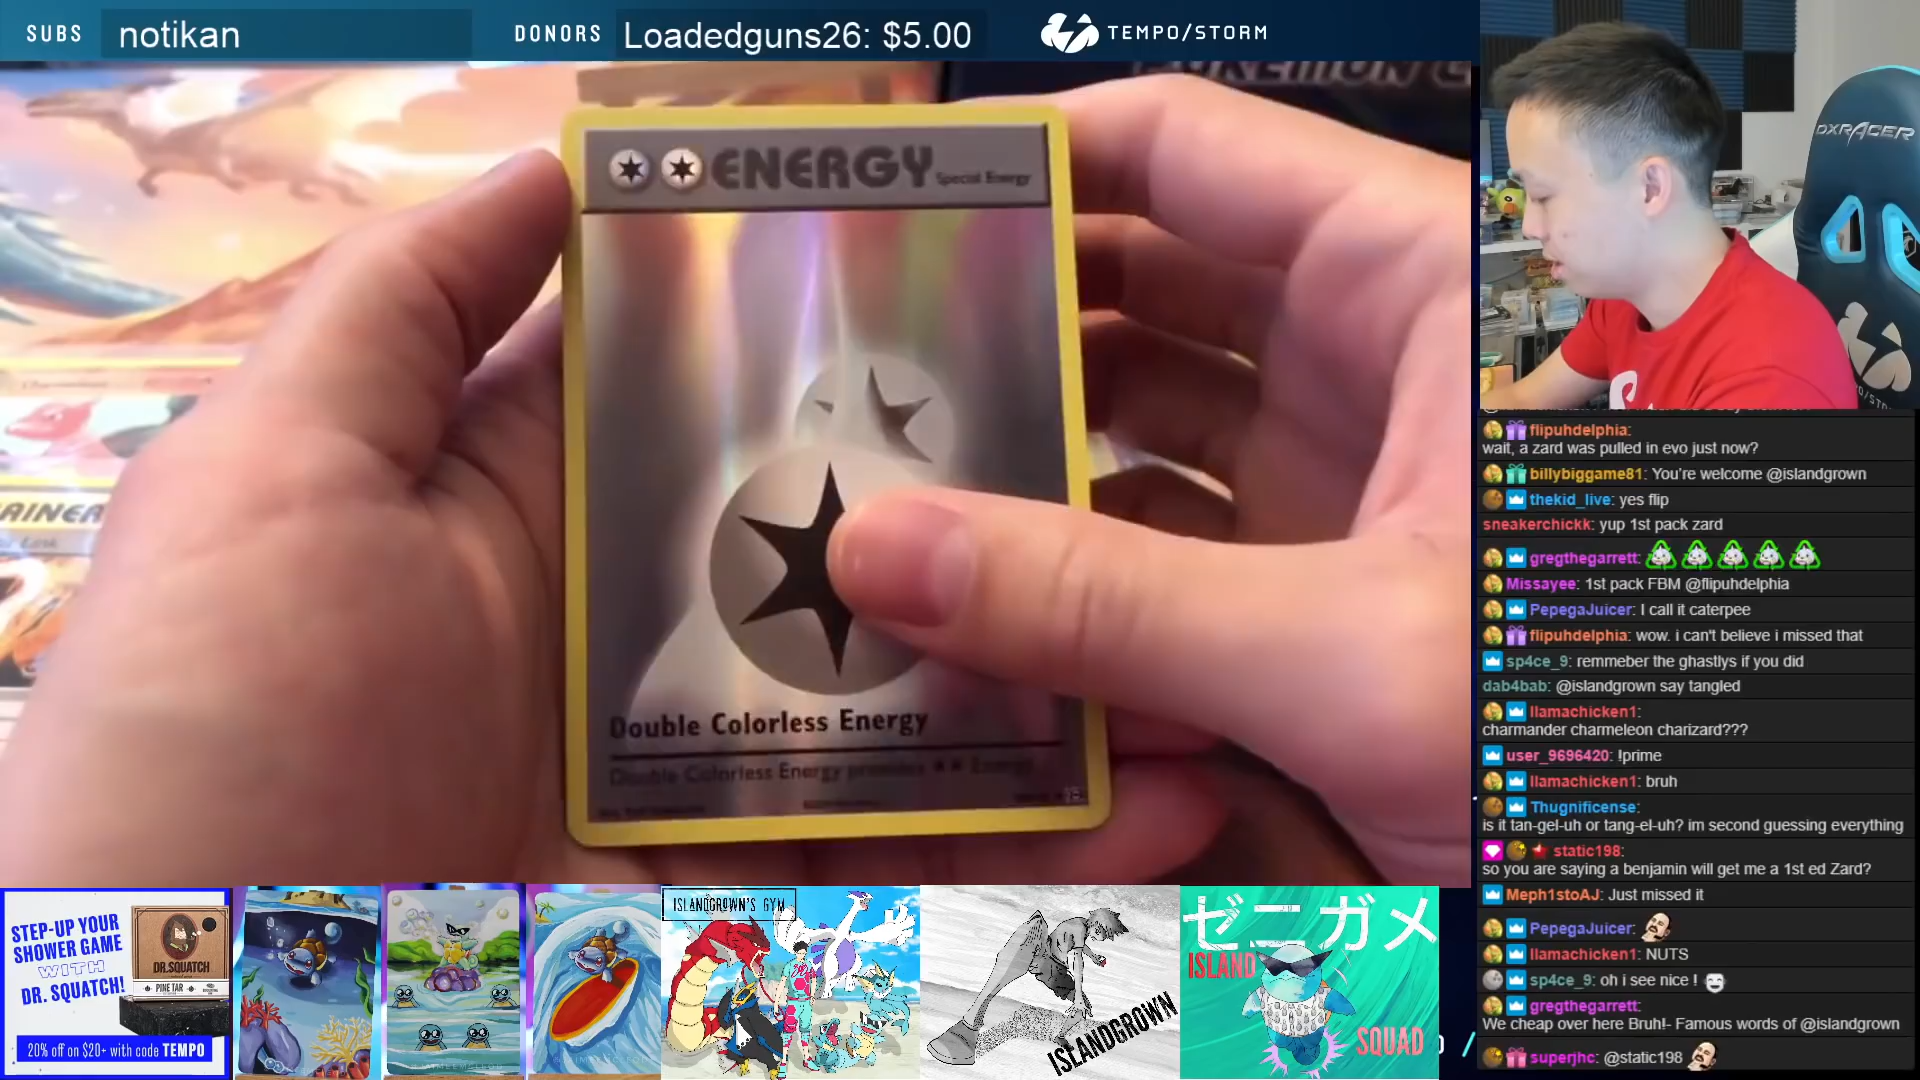 SUBS notikan DONORS Loadedguns26: $5.00 TEMPO/STORM
ENERGY Special Energy
Double Colorless Energy
Double Colorless Energy provides Energy
RAINER
DXRACER
flipuhdelphia:
wait, a zard was pulled in evo just now?
billybiggame81: You're welcome @islandgrown
thekid_live: yes flip
sneakerchickk: yup 1st pack zard
gregthegarrett:
Missayee: 1st pack FBM @flipuhdelphia
PepegaJuicer: I call it caterpee
flipuhdelphia: wow. i can't believe i missed that
sp4ce_9: remmeber the ghastlys if you did
dab4bab: @islandgrown say tangled
llamachicken1:
charmander charmeleon charizard???
user_9696420: !prime
llamachicken1: bruh
Thugnificense:
is it tan-gel-uh or tang-el-uh? im second guessing everything
static198:
so you are saying a benjamin will get me a 1st ed Zard?
Meph1stoAJ: Just missed it
PepegaJuicer:
llamachicken1: NUTS
sp4ce_9: oh i see nice !
gregthegarrett:
We cheap over here Bruh!- Famous words of @islandgrown
superjhc: @static198
STEP-UP YOUR
SHOWER GAME
WITH
DR. SQUATCH!
DR. SQUATCH
PINE TAR
20% off on $20+ with code TEMPO
ISLANDGROWN'S GYM
ISLANDGROWN
ゼニガメ
ISLAND
SQUAD